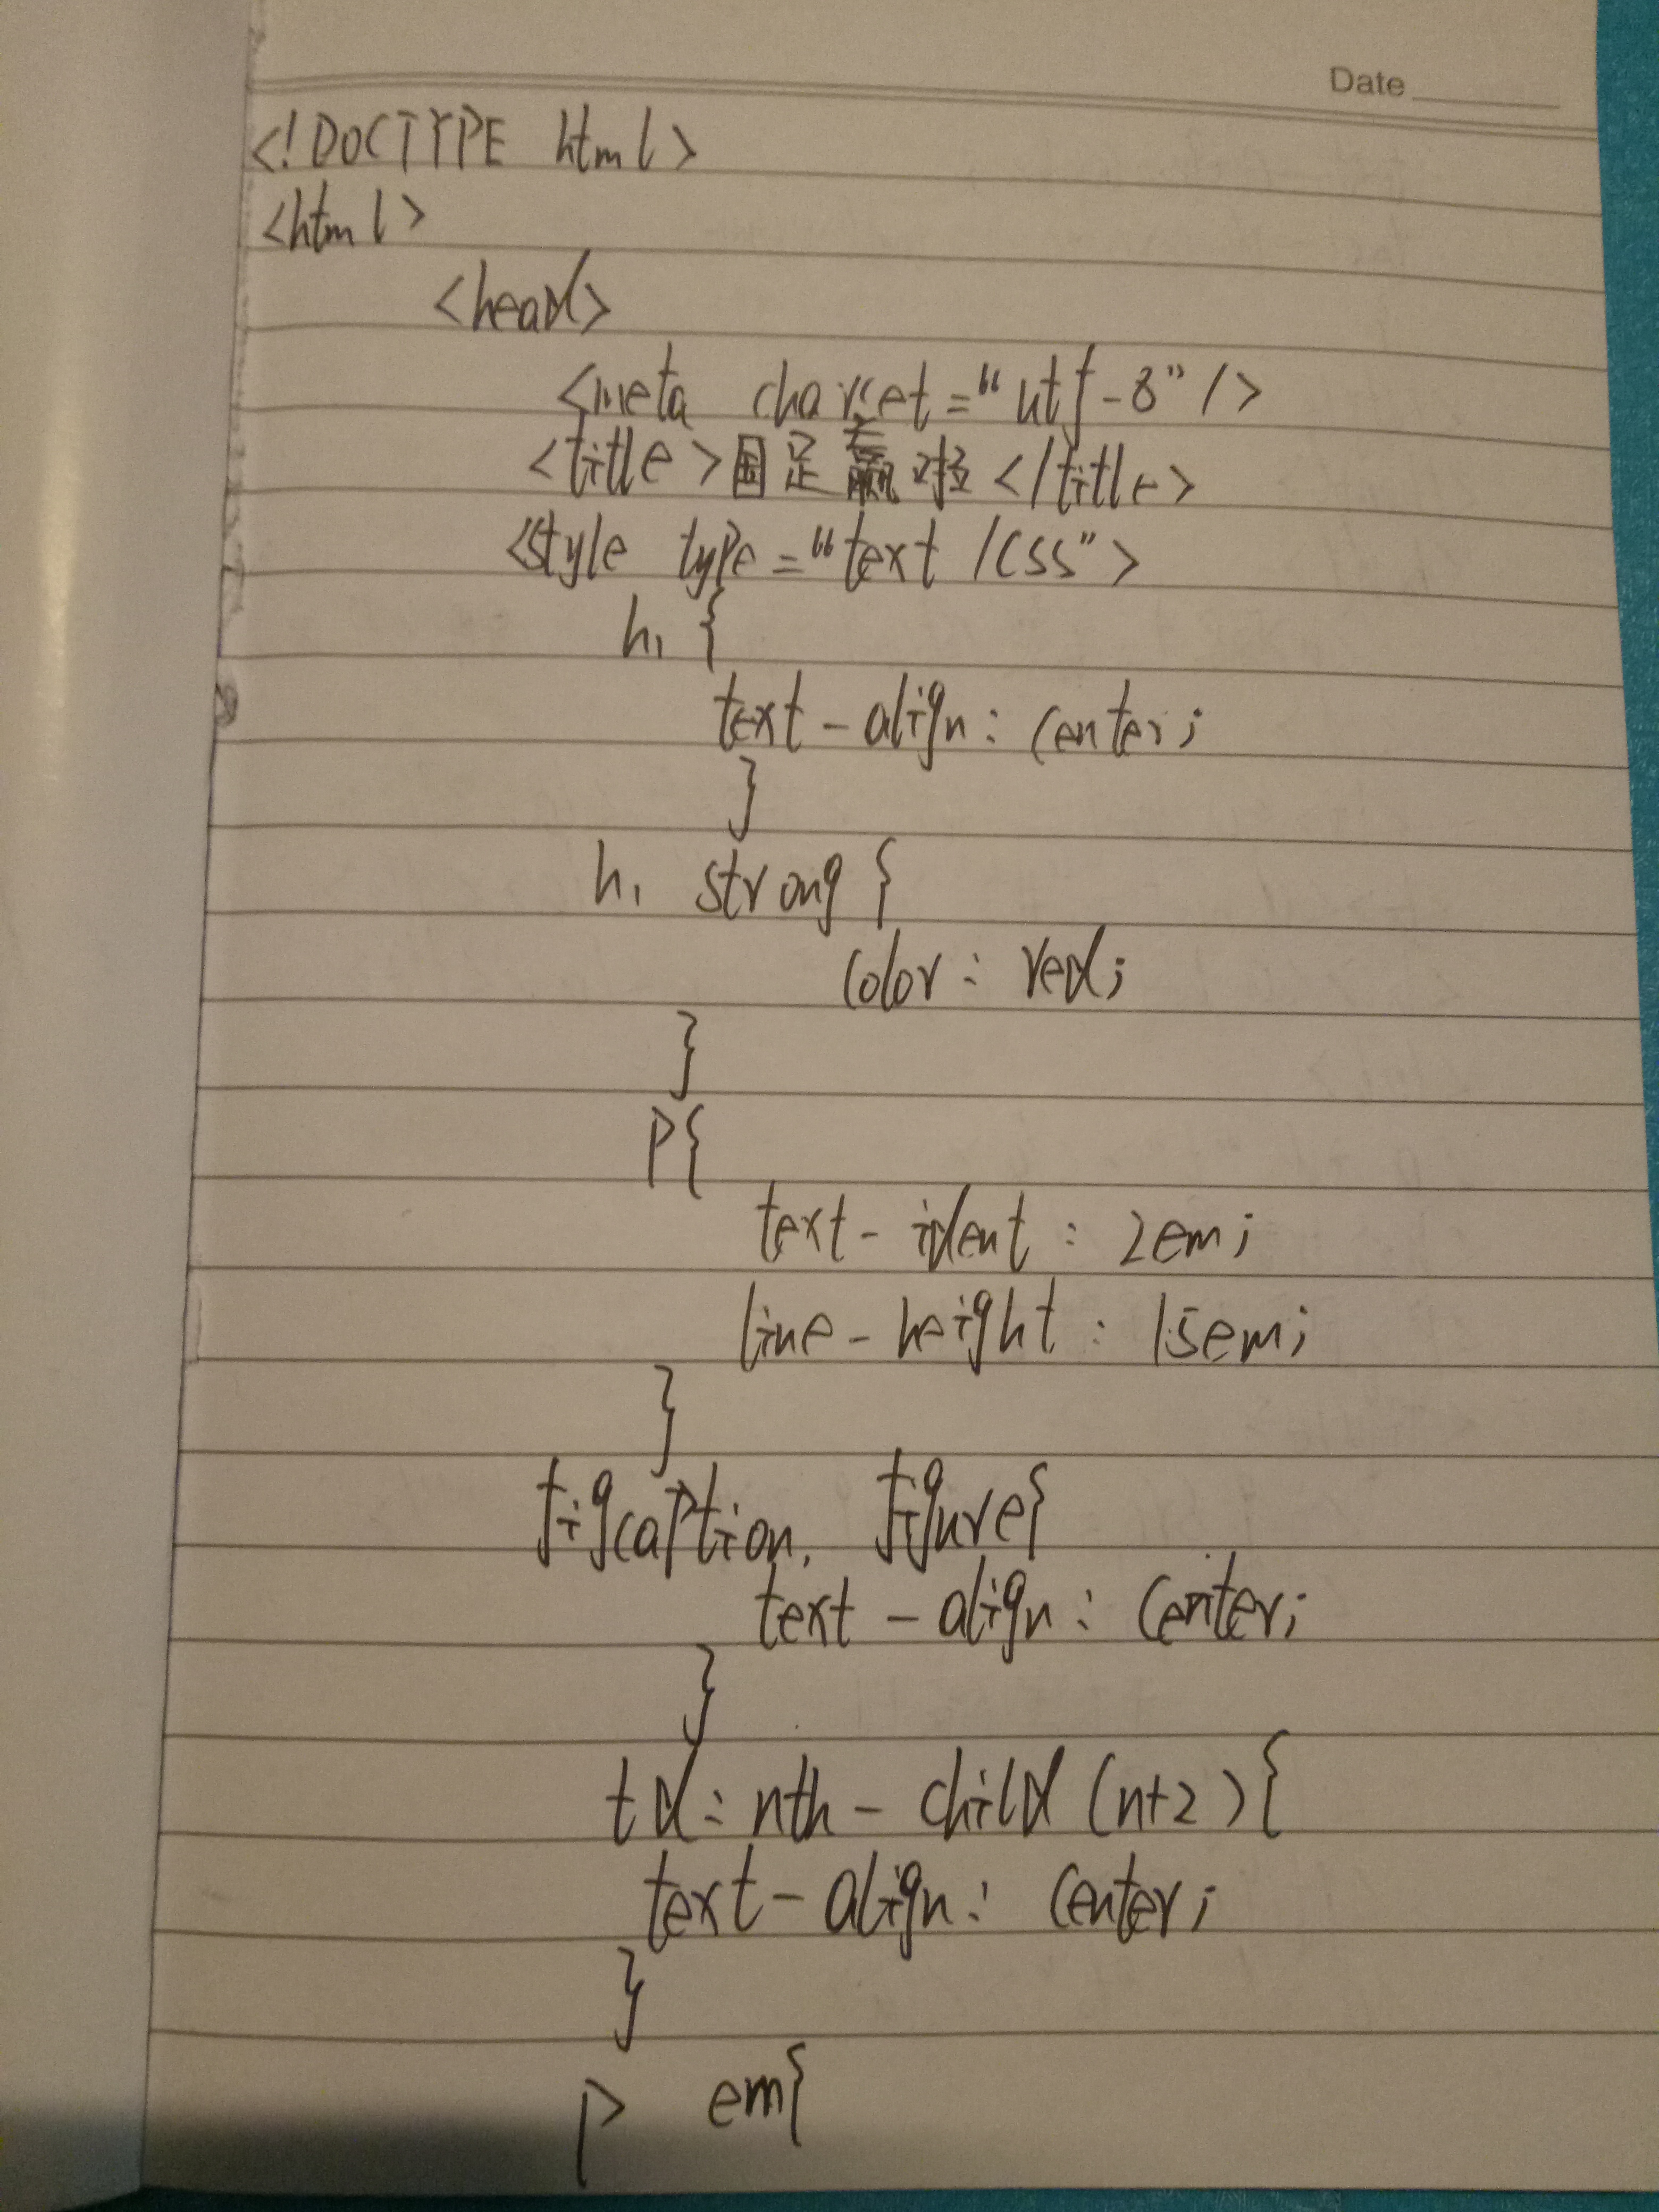 Date
<!DOCTYPE html>
<html>
<head>
<meta charset="utf-8"/>
<title>国足赢球</title>
<style type="text/css">
h1 {
text-align: center;
}
h1 strong {
color: red;
}
p{
text-ident: 2em;
line-height: 1.5em;
}
figcaption, figure{
text-align: center;
}
td:nth-child(n+2){
text-align: center;
}
p em{